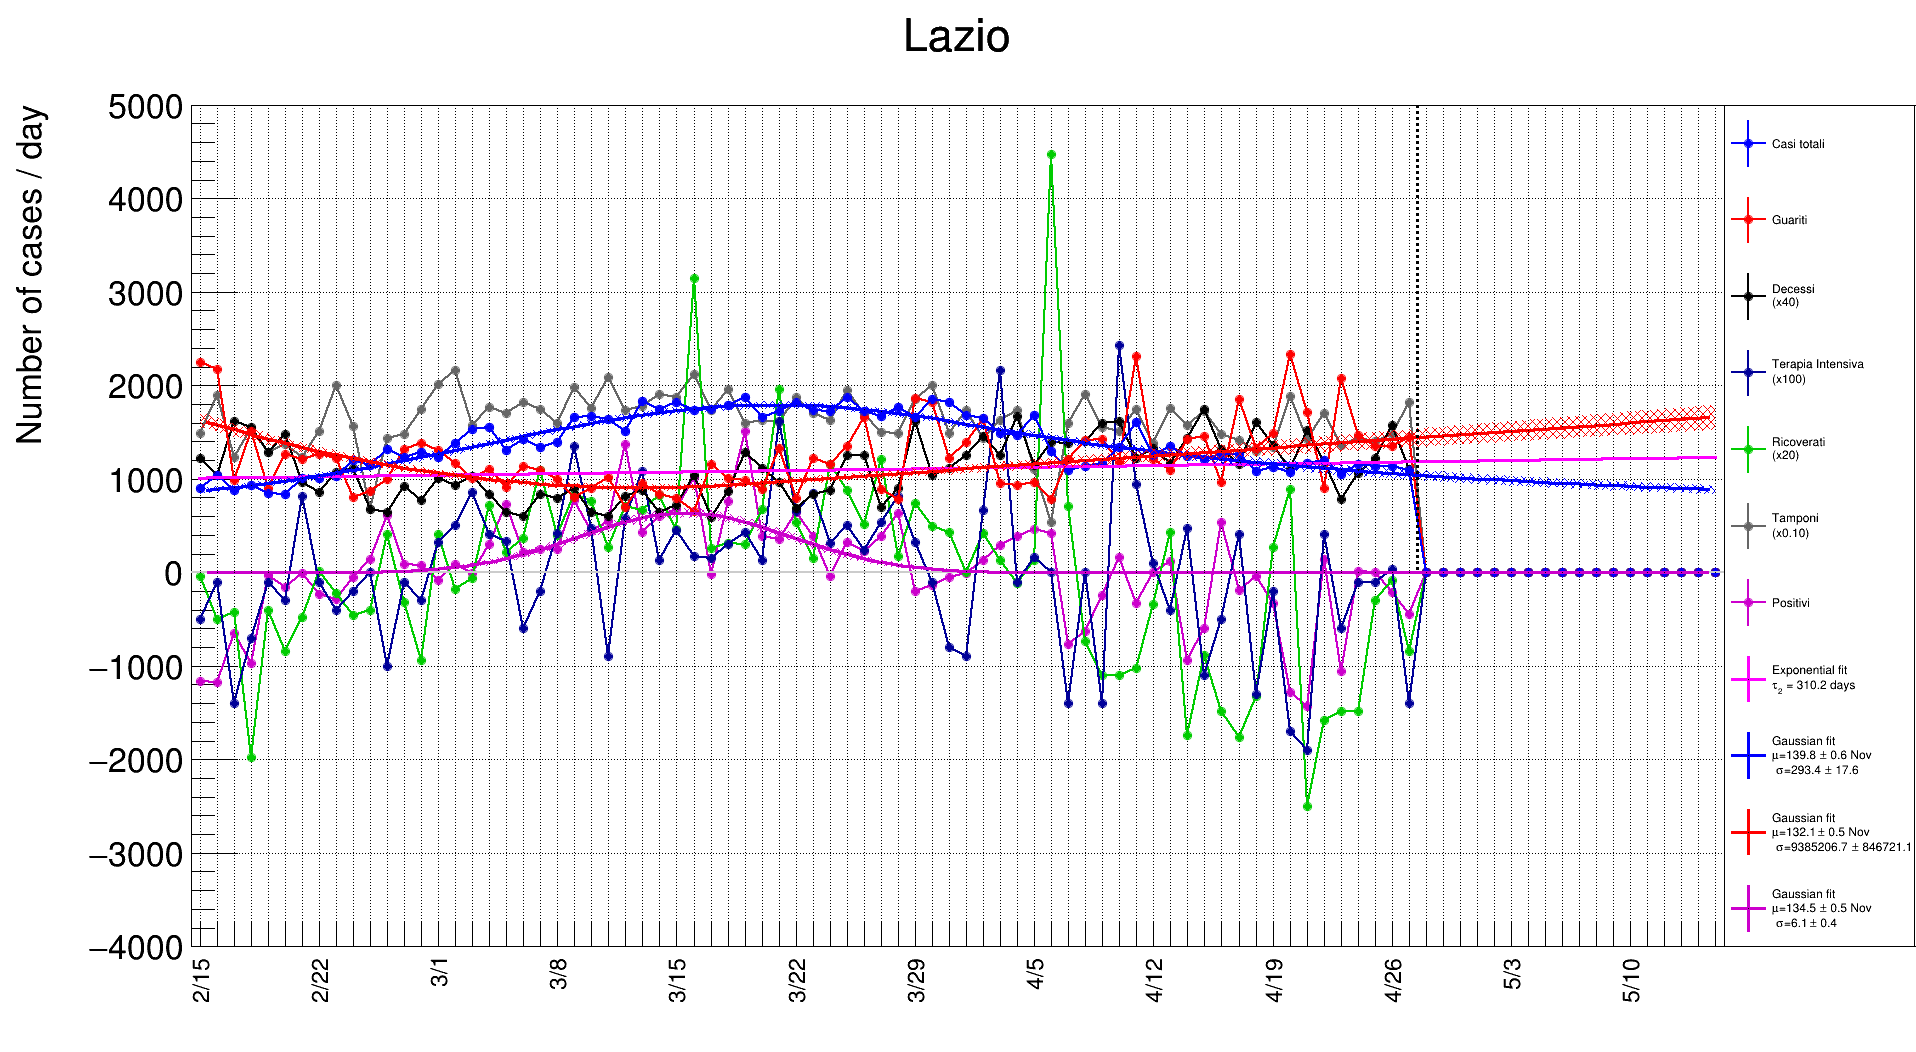 Lazio
Number of cases / day
5000
4000
3000
2000
1000
0
−1000
−2000
−3000
−4000
2/15
2/22
3/1
3/8
3/15
3/22
3/29
4/5
4/12
4/19
4/26
5/3
5/10
Casi totali
Guariti
Decessi
(x40)
Terapia Intensiva
(x100)
Ricoverati
(x20)
Tamponi
(x0.10)
Positivi
Exponential fit
τ2 = 310.2 days
Gaussian fit
μ=139.8 ± 0.6 Nov
σ=293.4 ± 17.6
Gaussian fit
μ=132.1 ± 0.5 Nov
σ=9385206.7 ± 846721.1
Gaussian fit
μ=134.5 ± 0.5 Nov
σ=6.1 ± 0.4